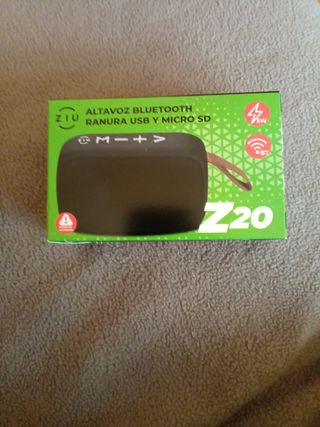 ZIU
ALTAVOZ BLUETOOTH
RANURA USB Y MICRO SD
5W
BT
M - + V
Z20